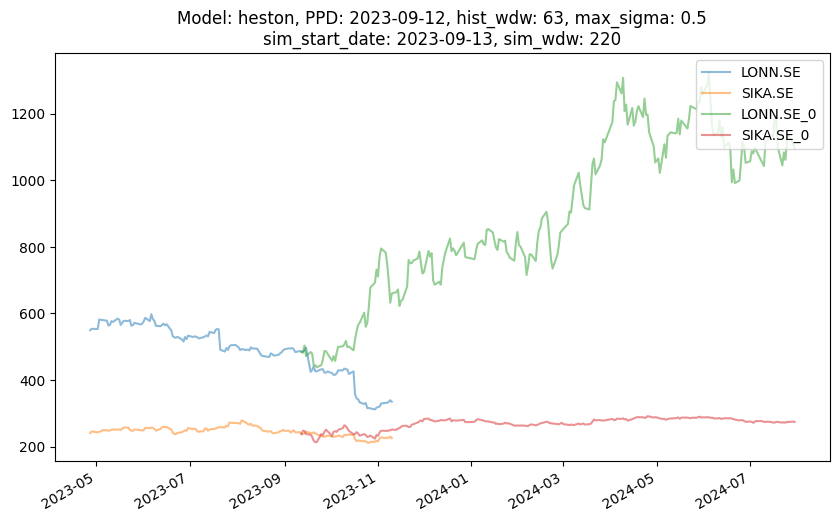 Model: heston, PPD: 2023-09-12, hist_wdw: 63, max_sigma: 0.5
sim_start_date: 2023-09-13, sim_wdw: 220
LONN.SE
SIKA.SE
LONN.SE_0
SIKA.SE_0
1200
1000
800
600
400
200
2023-05
2023-07
2023-09
2023-11
2024-01
2024-03
2024-05
2024-07